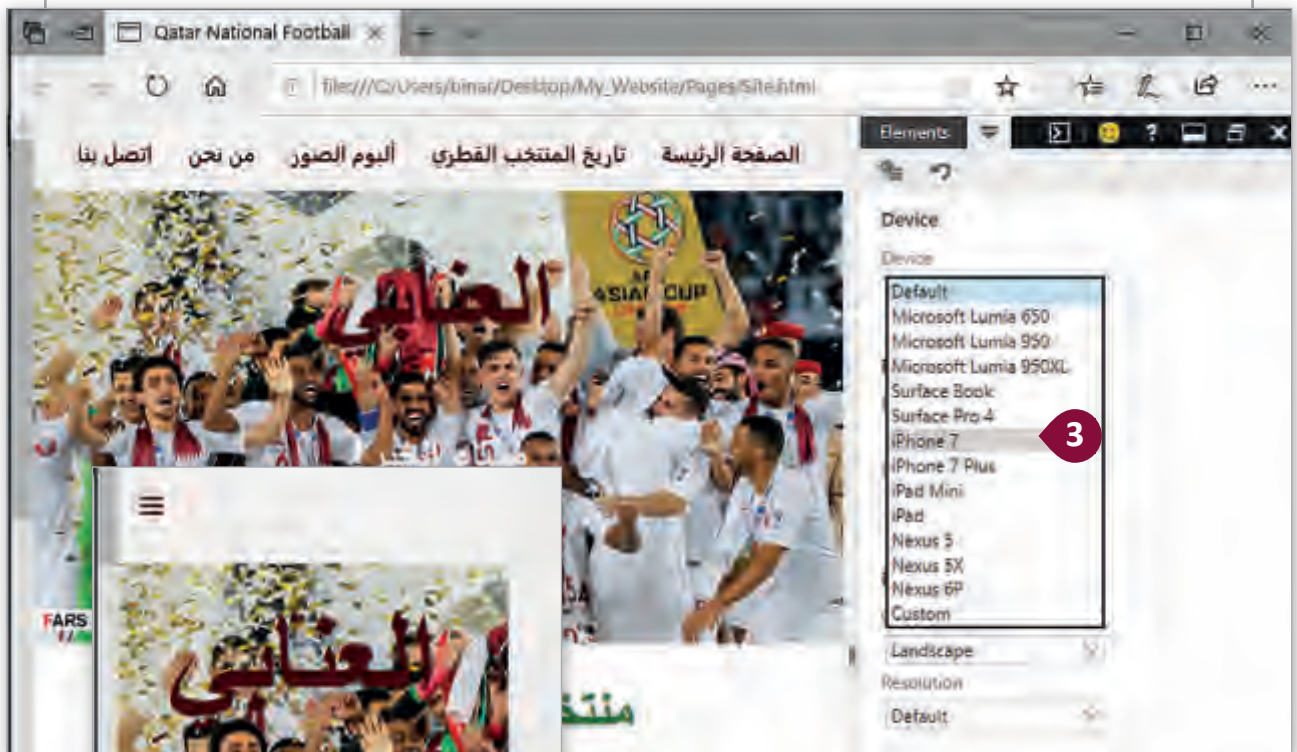 Qatar National Football
file:///C:/Users/binar/Desktop/My_Website/Pages/Site.html
Elements
?
الصفحة الرئيسة تاريخ المنتخب القطري ألبوم الصور من نحن اتصل بنا
Device
Device
Default
Microsoft Lumia 650
Microsoft Lumia 950
Microsoft Lumia 950XL
Surface Book
Surface Pro 4
iPhone 7
3
iPhone 7 Plus
iPad Mini
iPad
Nexus 5
Nexus 5X
Nexus 6P
Custom
Landscape
Resolution
Default
العنابي
ASIAN CUP
FARS
العنابي